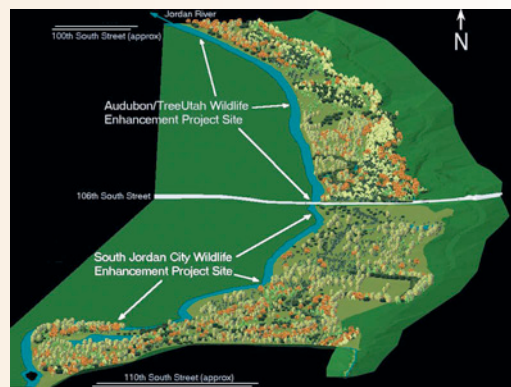 Jordan River
100th South Street (approx)
N
Audubon/TreeUtah Wildlife
Enhancement Project Site
106th South Street
South Jordan City Wildlife
Enhancement Project Site
110th South Street (approx)